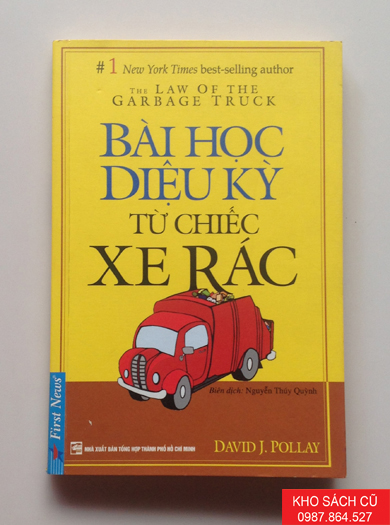 # 1 New York Times best-selling author
THE LAW OF THE
GARBAGE TRUCK
BÀI HỌC
DIỆU KỲ
TỪ CHIẾC
XE RÁC
Biên dịch: Nguyễn Thúy Quỳnh
First News
NHÀ XUẤT BẢN TỔNG HỢP THÀNH PHỐ HỒ CHÍ MINH
DAVID J. POLLAY
KHO SÁCH CŨ
0987.864.527